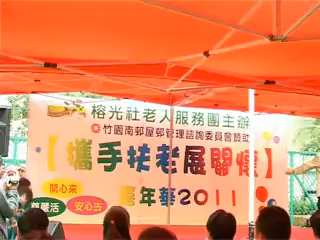 榕光社老人服務團主辦
竹園南邨屋邨管理諮詢委員會贊助
【攜手扶老展關懷】
嘉年華2011
開心來
安心去